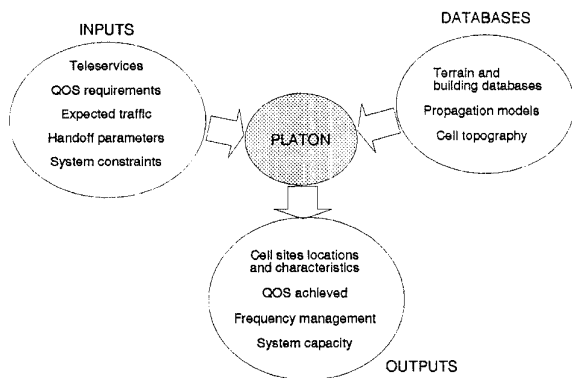 INPUTS
Teleservices
QOS requirements
Expected traffic
Handoff parameters
System constraints
DATABASES
Terrain and
building databases
Propagation models
Cell topography
PLATON
Cell sites locations
and characteristics
QOS achieved
Frequency management
System capacity
OUTPUTS